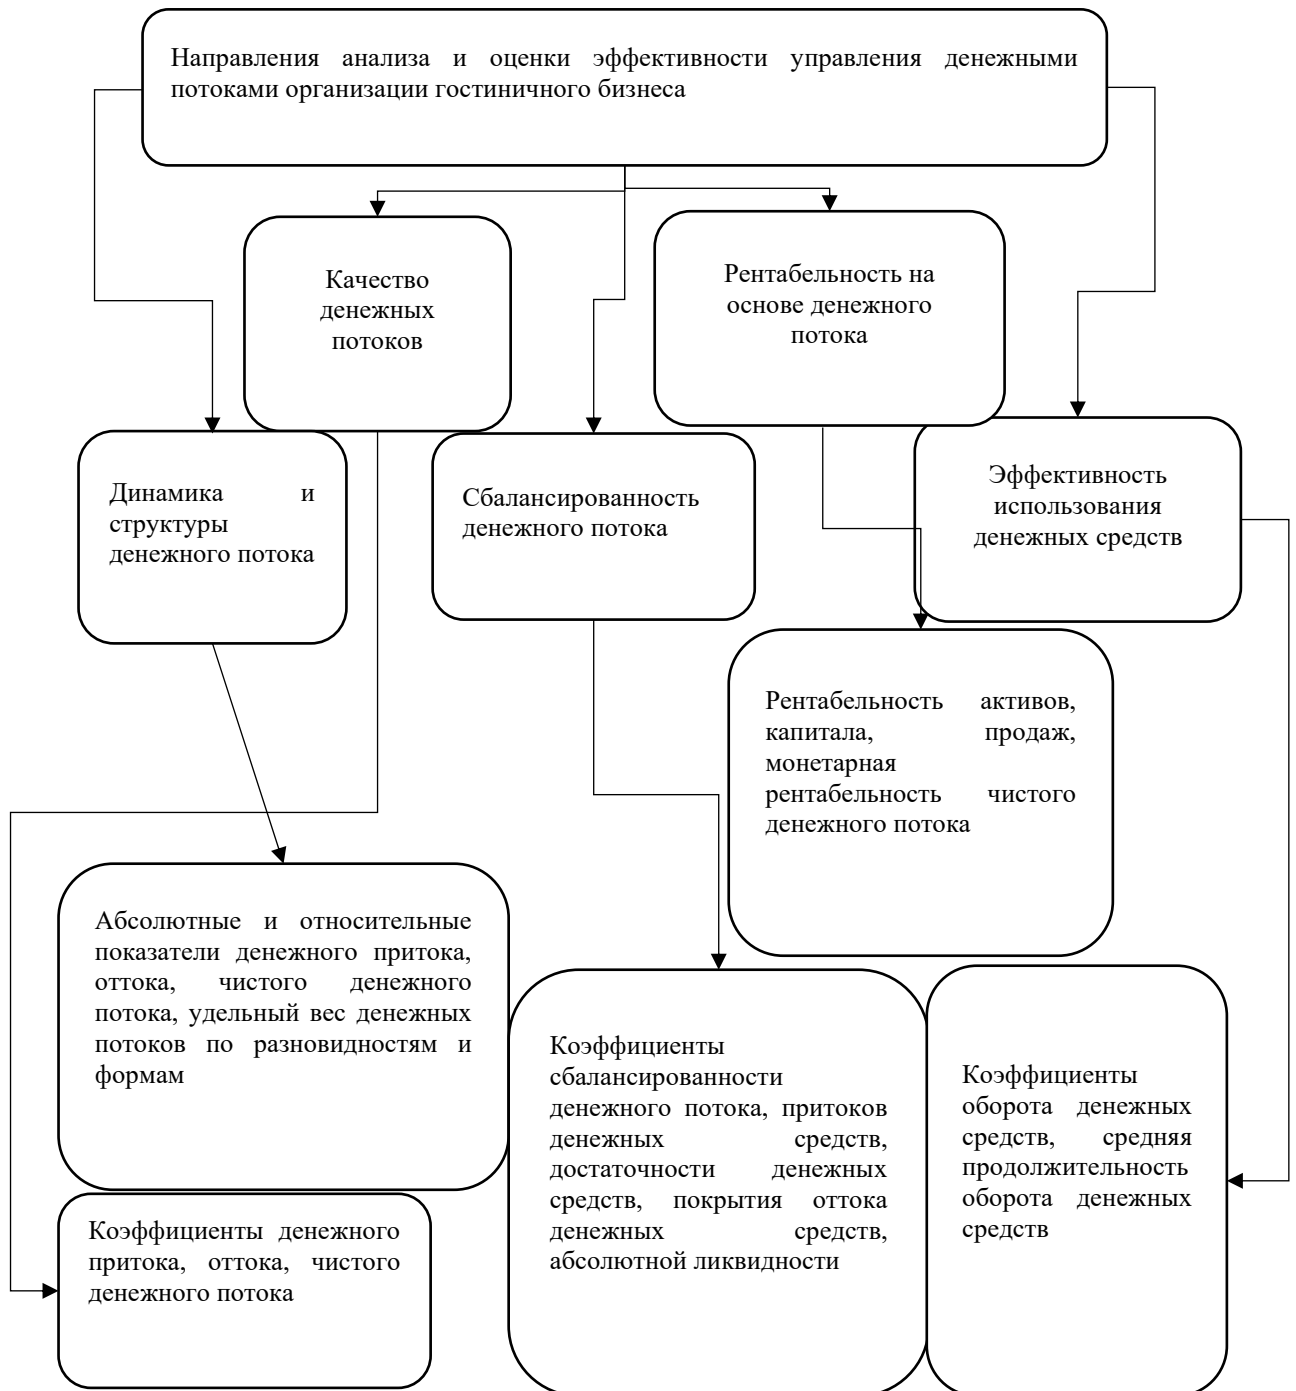 Направления анализа и оценки эффективности управления денежными
потоками организации гостиничного бизнеса
Качество
денежных
потоков
Рентабельность на
основе денежного
потока
Динамика и
структуры
денежного потока
Сбалансированность
денежного потока
Эффективность
использования
денежных средств
Рентабельность активов,
капитала, продаж,
монетарная
рентабельность чистого
денежного потока
Абсолютные и относительные
показатели денежного притока,
оттока, чистого денежного
потока, удельный вес денежных
потоков по разновидностям и
формам
Коэффициенты
сбалансированности
денежного потока, притоков
денежных средств,
достаточности денежных
средств, покрытия оттока
денежных средств,
абсолютной ликвидности
Коэффициенты
оборота денежных
средств, средняя
продолжительность
оборота денежных
средств
Коэффициенты денежного
притока, оттока, чистого
денежного потока